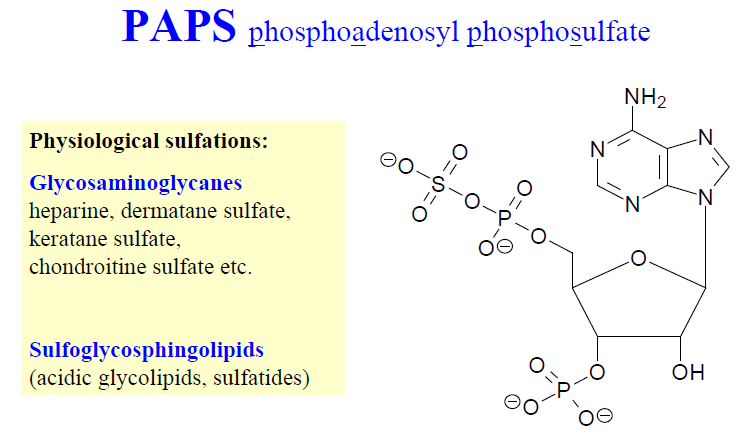 PAPS phosphoadenosyl phosphosulfate
Physiological sulfations:
Glycosaminoglycanes
heparine, dermatane sulfate,
keratane sulfate,
chondroitine sulfate etc.
Sulfoglycosphingolipids
(acidic glycolipids, sulfatides)
NH2
N
N
N
N
⊖O
O
S
O
O
O
P
O
O⊖
O
O
O
P
⊖O
O⊖
OH